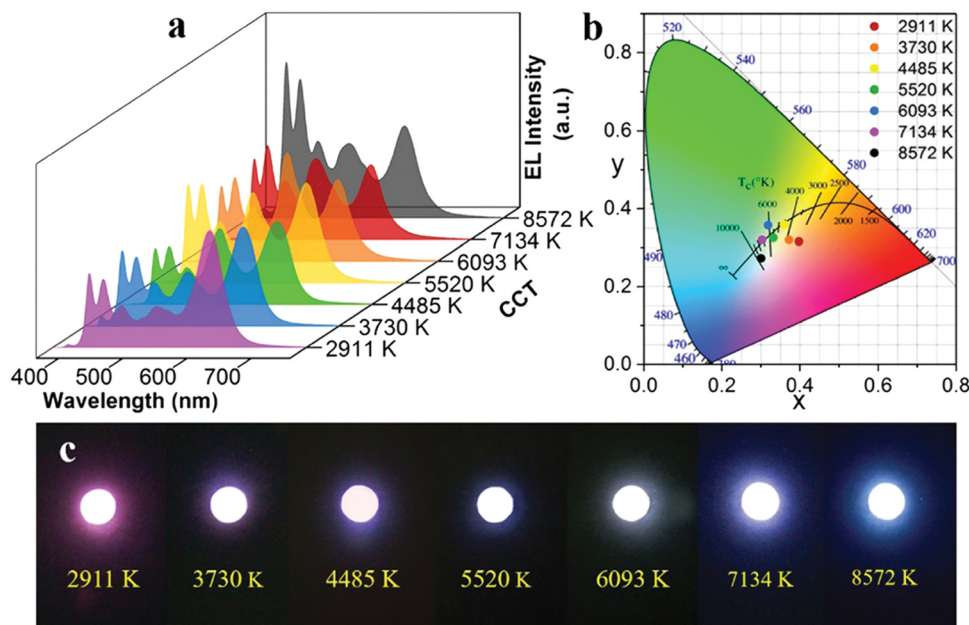 a
EL Intensity
(a.u.)
8572 K
7134 K
6093 K
5520 K
4485 K
3730 K
2911 K
CCT
400
500
600
700
Wavelength (nm)
b
2911 K
3730 K
4485 K
5520 K
6093 K
7134 K
8572 K
0.8
0.6
0.4
0.2
0.0
y
0.0 0.2 0.4 0.6 0.8
x
520
540
560
580
600
620
700
490
480
470
460
Tc(°K)
10000
6000
4000
3000
2500
2000
1500
∞
c
2911 K
3730 K
4485 K
5520 K
6093 K
7134 K
8572 K